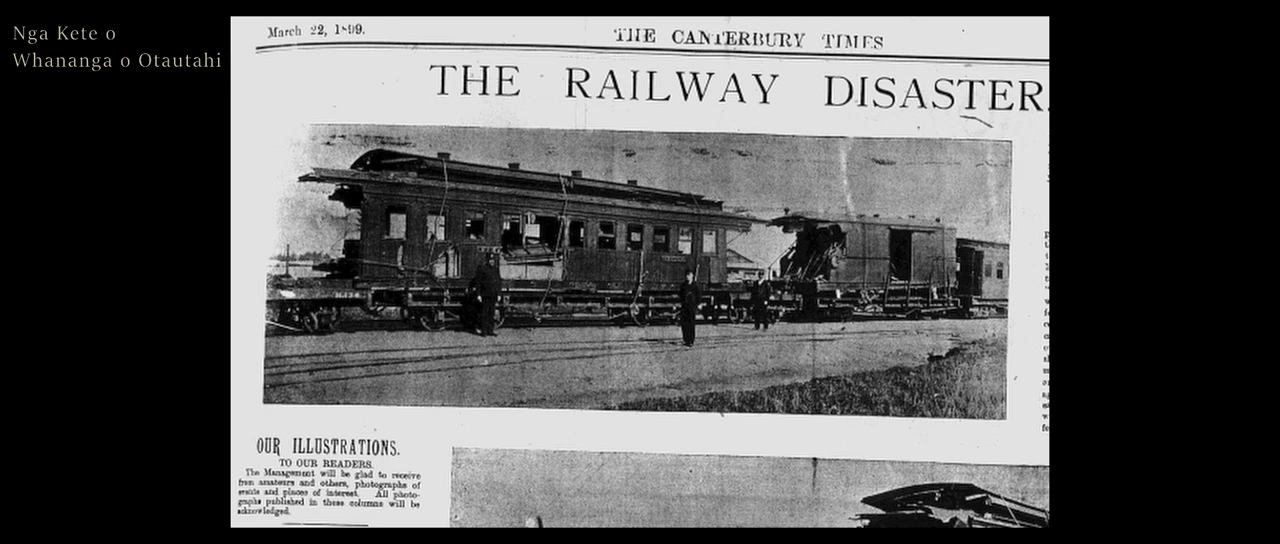 Nga Kete o
Whananga o Otautahi
March 22, 1899.
THE CANTERBURY TIMES
THE RAILWAY DISASTER.
OUR ILLUSTRATIONS.
TO OUR READERS.
The Management will be glad to receive
from amateurs and others, photographs of
events and places of interest. All photo-
graphs published in these columns will be
acknowledged.